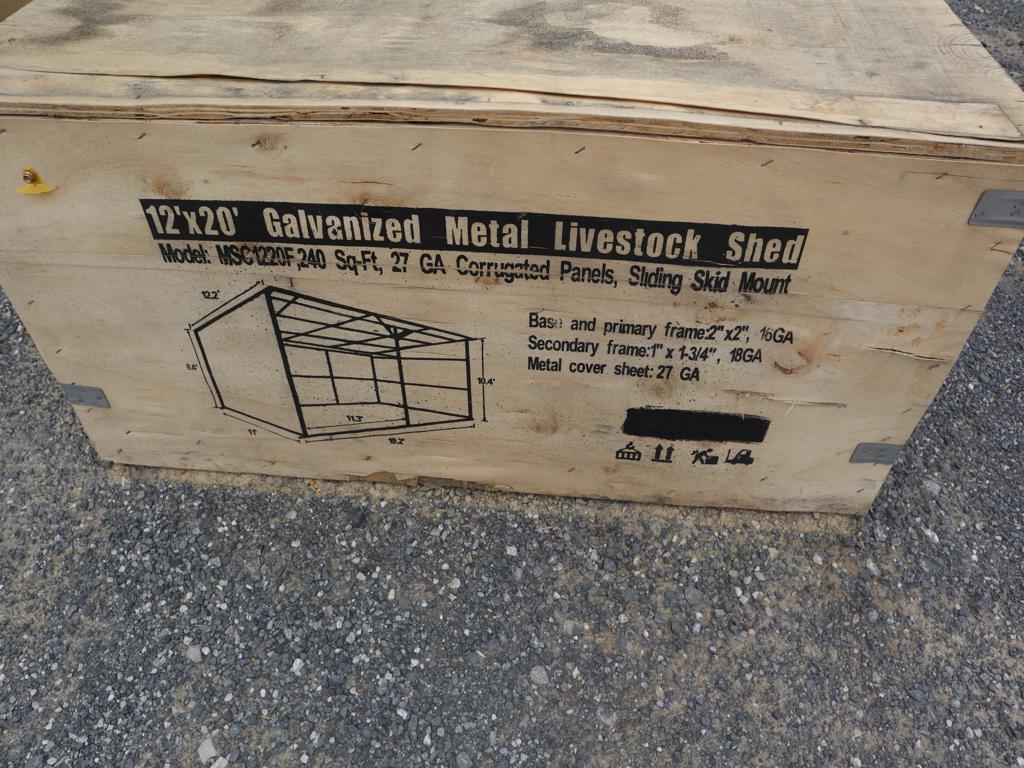 12'x20' Galvanized Metal Livestock Shed
Model: MSC1220F,240 Sq-Ft, 27 GA Corrugated Panels, Sliding Skid Mount
12.2'
8.4'
11'
11.3'
19.2'
10.4'
Base and primary frame:2"x2", 16GA
Secondary frame:1" x 1-3/4", 18GA
Metal cover sheet: 27 GA